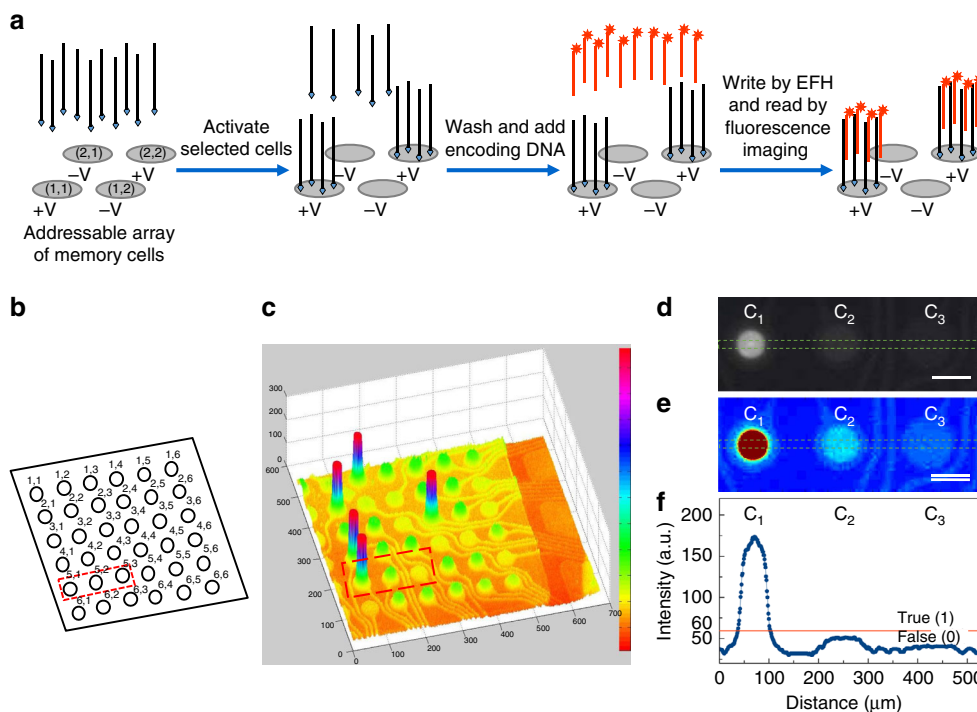 a
Activate
selected cells
Wash and add
encoding DNA
Write by EFH
and read by
fluorescence
imaging
(2,1) (2,2)
–V +V
(1,1) (1,2)
+V –V
Addressable array
of memory cells
–V +V
+V –V
–V +V
+V –V
–V +V
+V –V
b
1,1 1,2 1,3 1,4 1,5 1,6
2,1 2,2 2,3 2,4 2,5 2,6
3,1 3,2 3,3 3,4 3,5 3,6
4,1 4,2 4,3 4,4 4,5 4,6
5,1 5,2 5,3 5,4 5,5 5,6
6,1 6,2 6,3 6,4 6,5 6,6
c
300
200
100
0
600
500
400
300
200
100
0
0 100 200 300 400 500 600 700
d
C1 C2 C3
e
C1 C2 C3
f
C1 C2 C3
Intensity (a.u.)
200
150
100
60
50
True (1)
False (0)
0 100 200 300 400 500
Distance (μm)